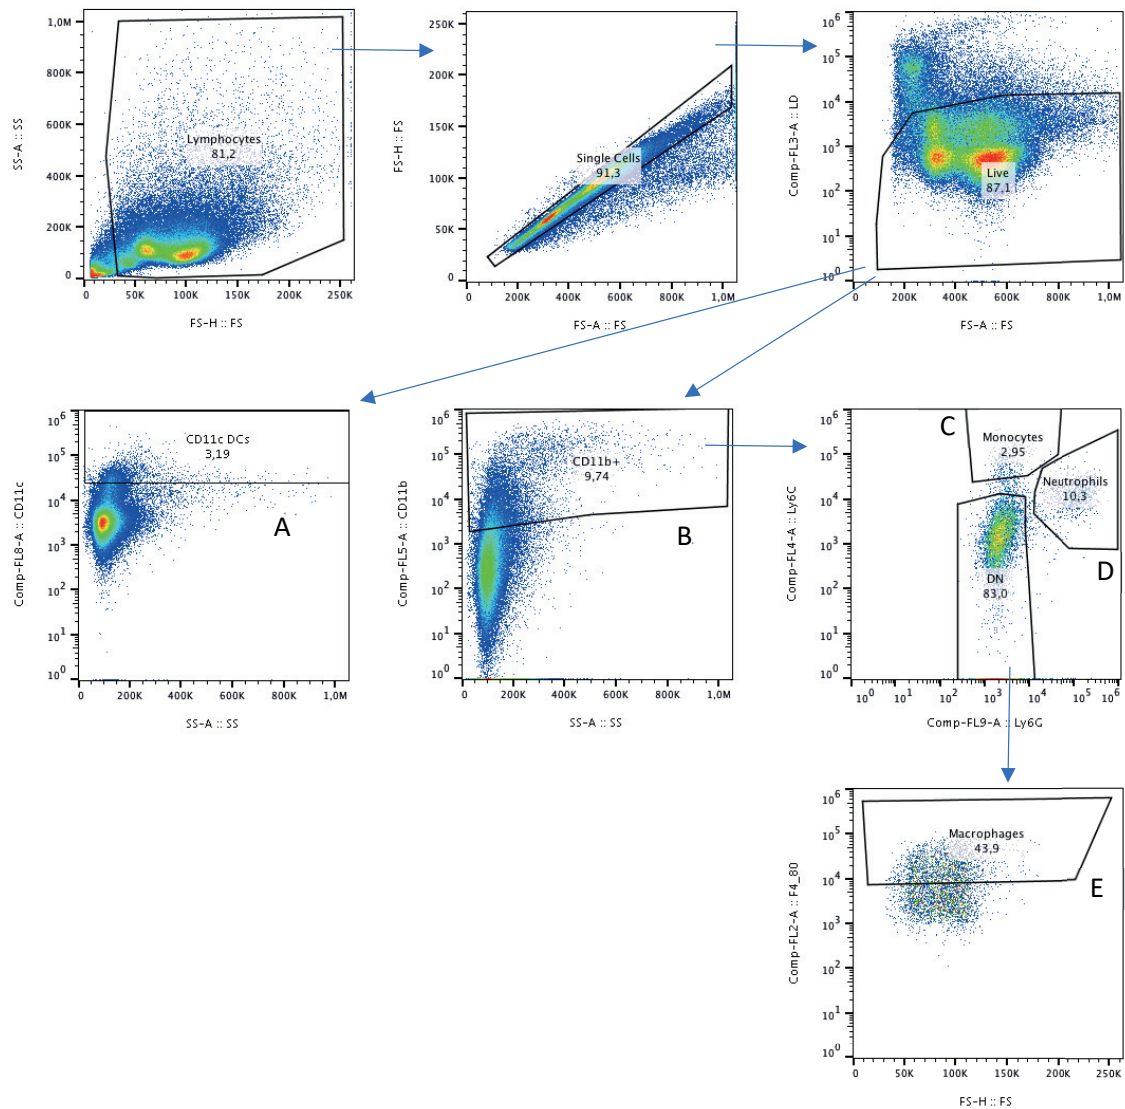 1,0M
800K
600K
400K
200K
0
SS-A :: SS
Lymphocytes
81,2
0 50K 100K 150K 200K 250K
FS-H :: FS
250K
200K
150K
100K
50K
0
FS-H :: FS
Single Cells
91,3
200K 400K 600K 800K 1,0M
FS-A :: FS
10^6
10^5
10^4
10^3
10^2
10^1
10^0
Comp-FL3-A :: LD
Live
87,1
200K 400K 600K 800K 1,0M
FS-A :: FS
10^6
10^5
10^4
10^3
10^2
10^1
10^0
Comp-FL8-A :: CD11c
CD11c DCs
3,19
A
0 200K 400K 600K 800K 1,0M
SS-A :: SS
10^6
10^5
10^4
10^3
10^2
10^1
10^0
Comp-FL5-A :: CD11b
CD11b+
9,74
B
0 200K 400K 600K 800K 1,0M
SS-A :: SS
10^6
10^5
10^4
10^3
10^2
10^1
10^0
Comp-FL4-A :: Ly6C
C
Monocytes
2,95
Neutrophils
10,3
D
DN
83,0
10^0 10^1 10^2 10^3 10^4 10^5 10^6
Comp-FL9-A :: Ly6G
10^6
10^5
10^4
10^3
10^2
10^1
10^0
Comp-FL2-A :: F4_80
Macrophages
43,9
E
0 50K 100K 150K 200K 250K
FS-H :: FS